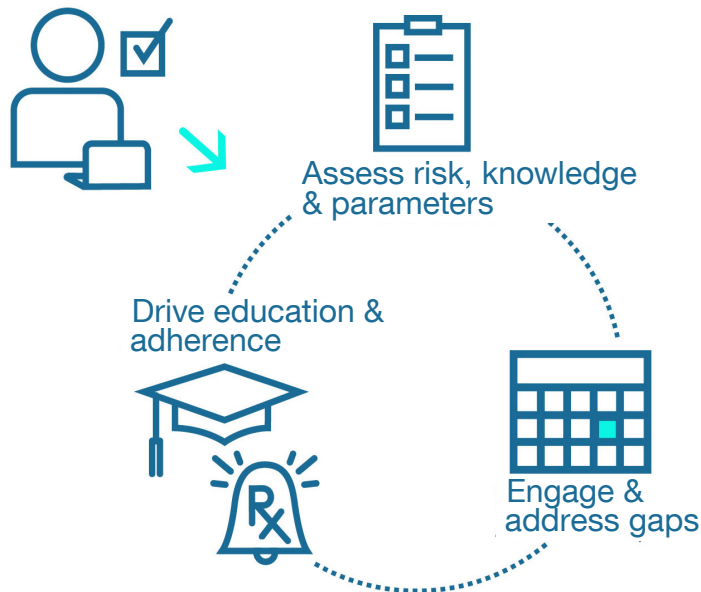 Assess risk, knowledge
& parameters
Drive education &
adherence
Rx
Engage &
address gaps